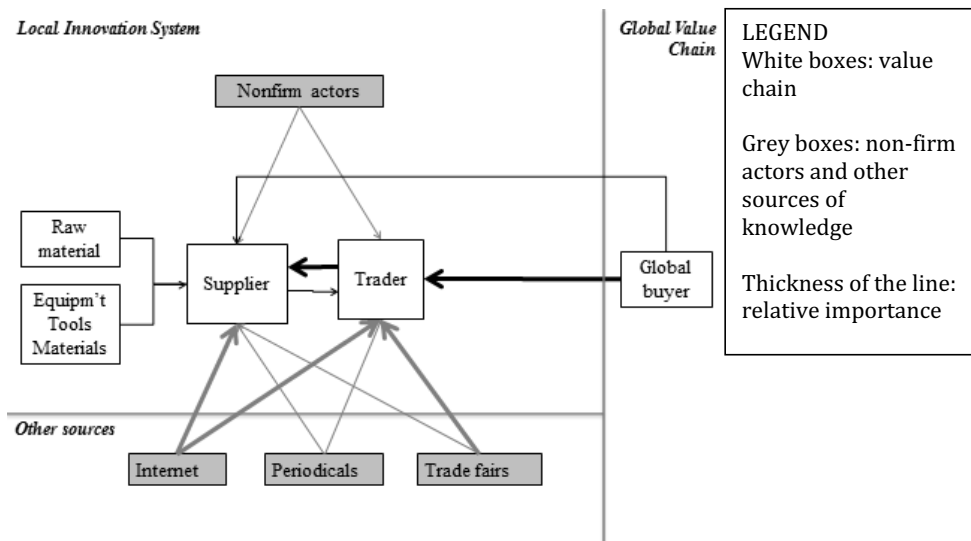 Local Innovation System
Global Value
Chain
LEGEND
White boxes: value
chain
Grey boxes: non-firm
actors and other
sources of
knowledge
Thickness of the line:
relative importance
Nonfirm actors
Raw
material
Equipm't
Tools
Materials
Supplier
Trader
Global
buyer
Other sources
Internet
Periodicals
Trade fairs